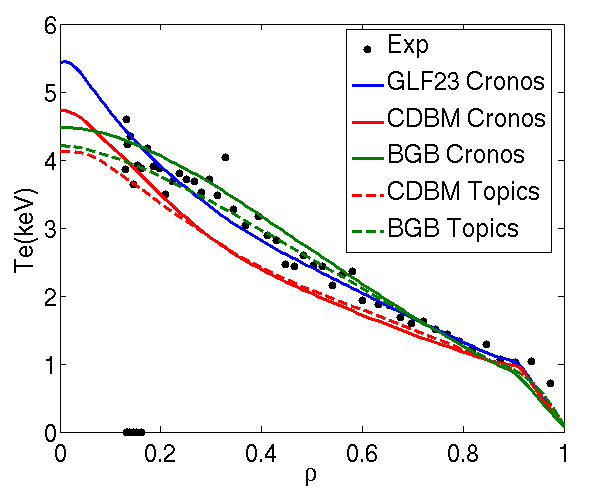 6
5
4
3
2
1
0
Te(keV)
Exp
GLF23 Cronos
CDBM Cronos
BGB Cronos
CDBM Topics
BGB Topics
0 0.2 0.4 0.6 0.8 1
ρ